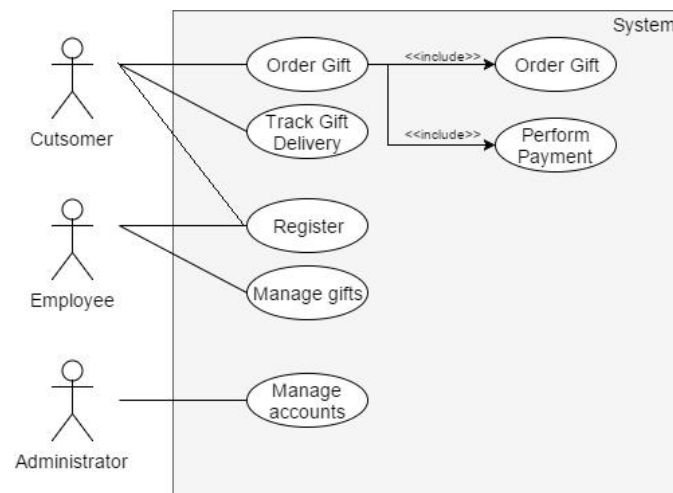 System
Order Gift
<<include>>
Order Gift
Track Gift
Delivery
<<include>>
Perform
Payment
Cutsomer
Register
Employee
Manage gifts
Manage
accounts
Administrator